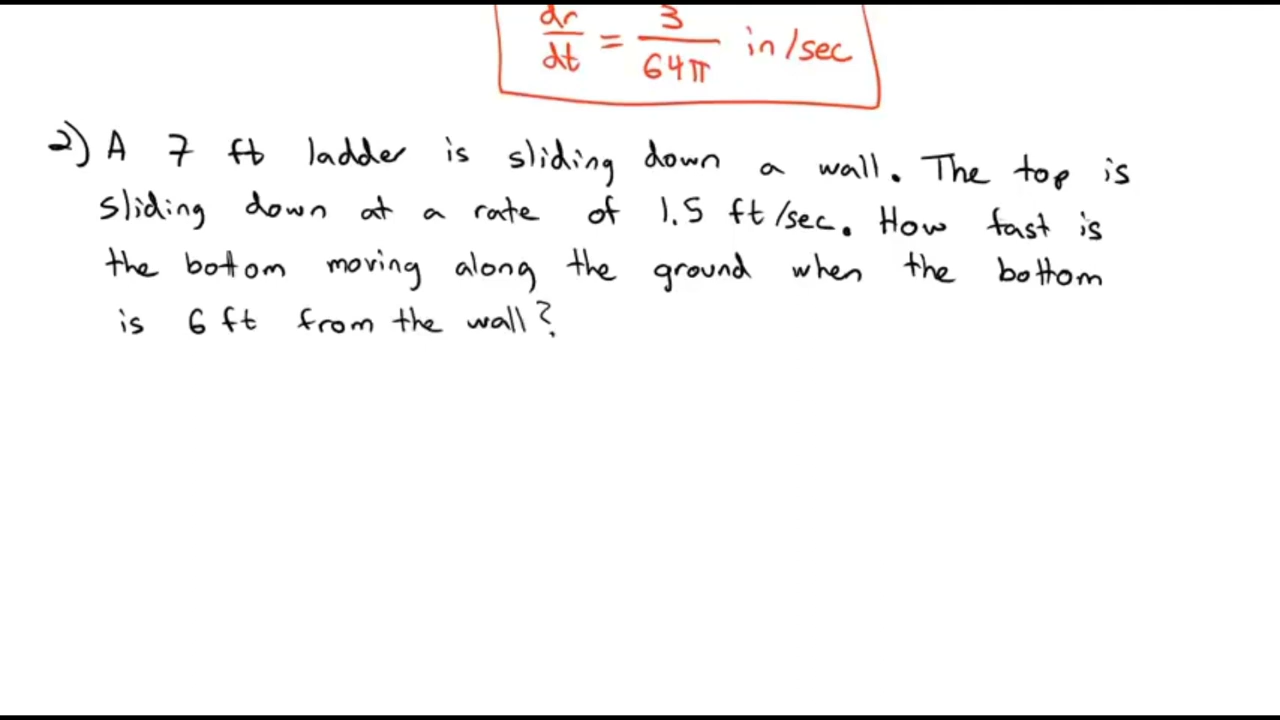 dr/dt = 3/64π in/sec
2) A 7 ft ladder is sliding down a wall. The top is
sliding down at a rate of 1.5 ft/sec. How fast is
the bottom moving along the ground when the bottom
is 6 ft from the wall?